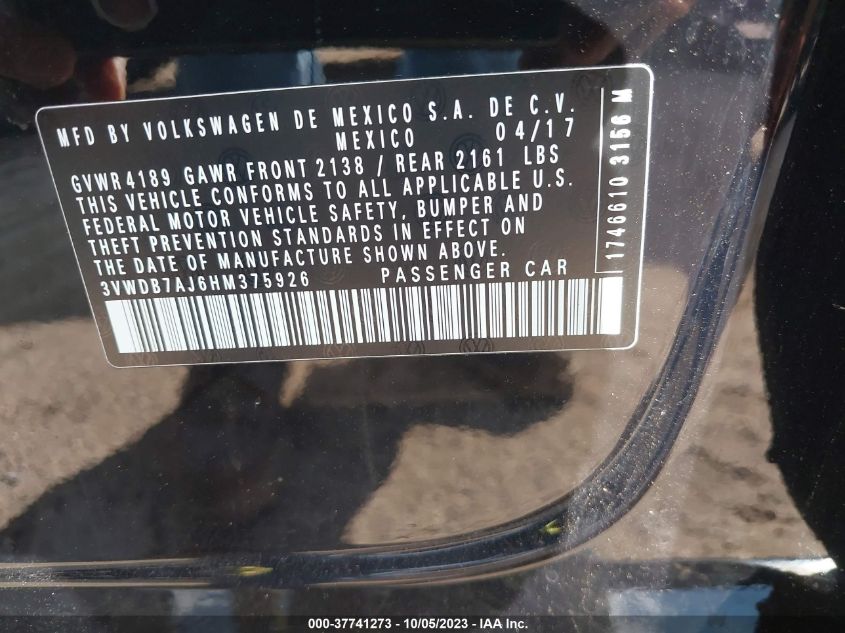 MFD BY VOLKSWAGEN DE MEXICO S.A. DE C.V.
MEXICO 04/17
GVWR 4189 GAWR FRONT 2138 / REAR 2161 LBS
THIS VEHICLE CONFORMS TO ALL APPLICABLE U.S.
FEDERAL MOTOR VEHICLE SAFETY, BUMPER AND
THEFT PREVENTION STANDARDS IN EFFECT ON
THE DATE OF MANUFACTURE SHOWN ABOVE.
3VWDB7AJ6HM375926 PASSENGER CAR
1746610 3156 M
000-37741273 - 10/05/2023 - IAA Inc.